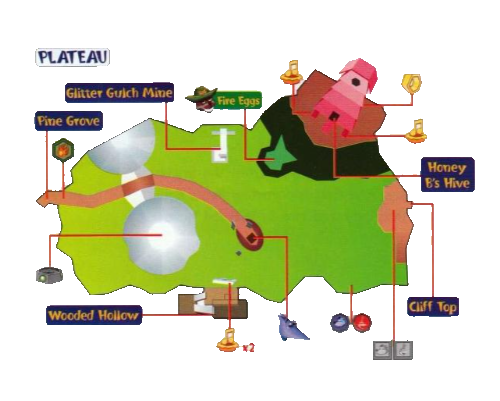 PLATEAU
Glitter Gulch Mine
Fire Eggs
Pine Grove
Honey
B's Hive
Cliff Top
Wooded Hollow
x2